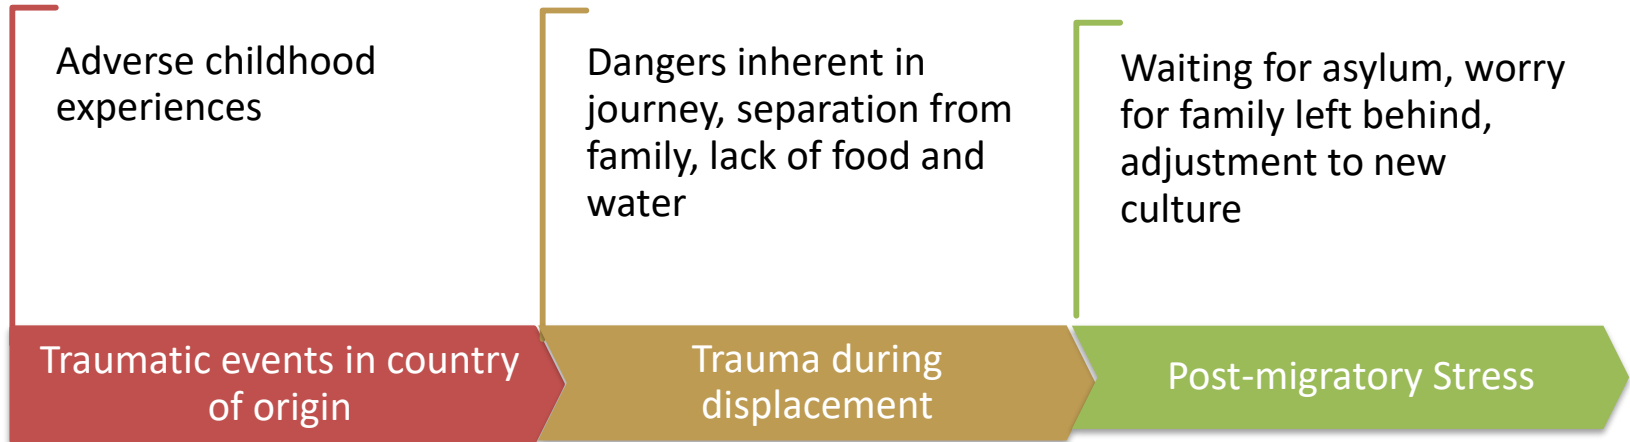 Adverse childhood
experiences
Dangers inherent in
journey, separation from
family, lack of food and
water
Waiting for asylum, worry
for family left behind,
adjustment to new
culture
Traumatic events in country
of origin
Trauma during
displacement
Post-migratory Stress